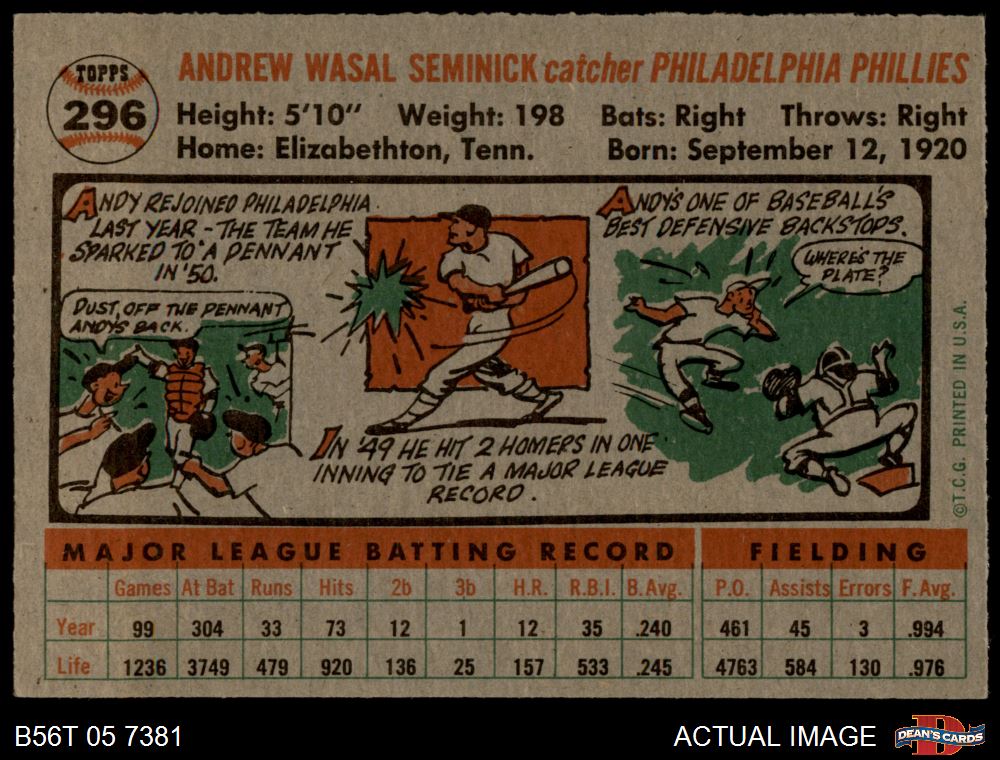 TOPPS
296
ANDREW WASAL SEMINICK catcher PHILADELPHIA PHILLIES
Height: 5'10" Weight: 198 Bats: Right Throws: Right
Home: Elizabethton, Tenn. Born: September 12, 1920
ANDY REJOINED PHILADELPHIA
LAST YEAR - THE TEAM HE
SPARKED TO A PENNANT
IN '50.
DUST OFF THE PENNANT
ANDY'S BACK.
IN '49 HE HIT 2 HOMERS IN ONE
INNING TO TIE A MAJOR LEAGUE
RECORD.
ANDY'S ONE OF BASEBALL'S
BEST DEFENSIVE BACKSTOPS.
WHERE'S THE
PLATE?
©T.C.G. PRINTED IN U.S.A.
MAJOR LEAGUE BATTING RECORD FIELDING
Games At Bat Runs Hits 2b 3b H.R. R.B.I. B.Avg. P.O. Assists Errors F.Avg.
Year 99 304 33 73 12 1 12 35 .240 461 45 3 .994
Life 1236 3749 479 920 136 25 157 533 .245 4763 584 130 .976
B56T 05 7381
ACTUAL IMAGE
DEAN'S CARDS